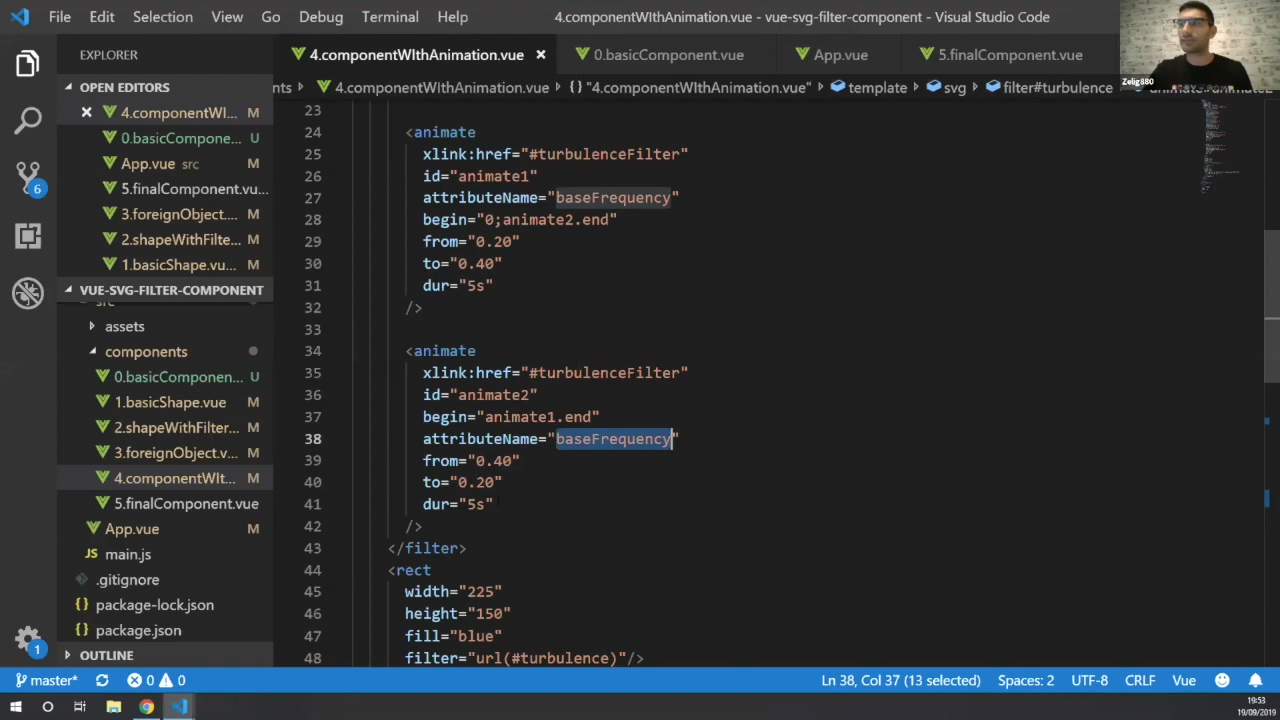 File Edit Selection View Go Debug Terminal Help
4.componentWIthAnimation.vue - vue-svg-filter-component - Visual Studio Code
Zelig880
EXPLORER
4.componentWIthAnimation.vue
0.basicComponent.vue
App.vue
5.finalComponent.vue
nts
4.componentWIthAnimation.vue
{ } "4.componentWIthAnimation.vue"
template
svg
filter#turbulence
OPEN EDITORS
4.componentWI... M
0.basicCompone... U
App.vue src M
5.finalComponent.vu...
3.foreignObject.... M
2.shapeWithFilte... M
1.basicShape.vu... M
VUE-SVG-FILTER-COMPONENT
src
assets
components
0.basicComponen... U
1.basicShape.vue M
2.shapeWithFilter... M
3.foreignObject.v... M
4.componentWIt... M
5.finalComponent.vue
App.vue M
JS main.js
.gitignore
{ } package-lock.json
{ } package.json
OUTLINE
6
1
23
24 <animate
25 xlink:href="#turbulenceFilter"
26 id="animate1"
27 attributeName="baseFrequency"
28 begin="0;animate2.end"
29 from="0.20"
30 to="0.40"
31 dur="5s"
32 />
33
34 <animate
35 xlink:href="#turbulenceFilter"
36 id="animate2"
37 begin="animate1.end"
38 attributeName="baseFrequency"
39 from="0.40"
40 to="0.20"
41 dur="5s"
42 />
43 </filter>
44 <rect
45 width="225"
46 height="150"
47 fill="blue"
48 filter="url(#turbulence)"/>
master* 0 0
Ln 38, Col 37 (13 selected) Spaces: 2 UTF-8 CRLF Vue
19:53
19/09/2019